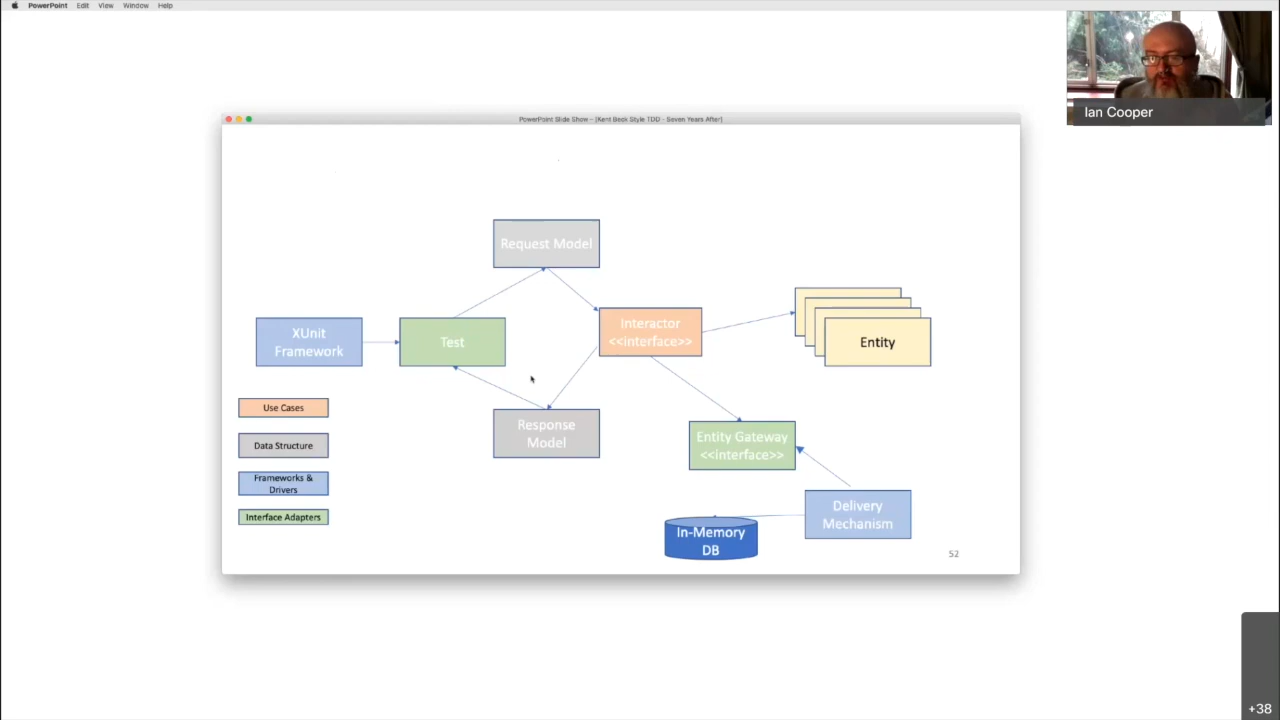 PowerPoint Edit View Window Help
Ian Cooper
PowerPoint Slide Show - [Kent Beck Style TDD - Seven Years After]
Request Model
XUnit
Framework
Test
Interactor
<<interface>>
Entity
Use Cases
Data Structure
Frameworks &
Drivers
Interface Adapters
Response
Model
Entity Gateway
<<interface>>
Delivery
Mechanism
In-Memory
DB
52
+38